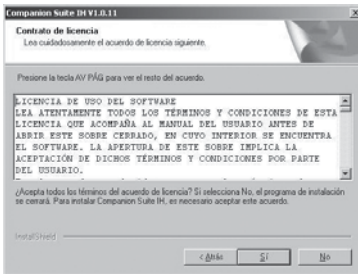 Companion Suite IH V1.0.11
Contrato de licencia
Lea cuidadosamente el acuerdo de licencia siguiente.
Presione la tecla AV PÁG para ver el resto del acuerdo.
LICENCIA DE USO DEL SOFTWARE
LEA ATENTAMENTE TODOS LOS TÉRMINOS Y CONDICIONES DE ESTA
LICENCIA QUE ACOMPAÑA AL MANUAL DEL USUARIO ANTES DE
ABRIR ESTE SOBRE CERRADO, EN CUYO INTERIOR SE ENCUENTRA
EL SOFTWARE. LA APERTURA DE ESTE SOBRE IMPLICA LA
ACEPTACIÓN DE DICHOS TÉRMINOS Y CONDICIONES POR PARTE
DEL USUARIO.
¿Acepta todos los términos del acuerdo de licencia? Si selecciona No, el programa de instalación
se cerrará. Para instalar Companion Suite IH, es necesario aceptar este acuerdo.
InstallShield
< Atrás
Sí
No